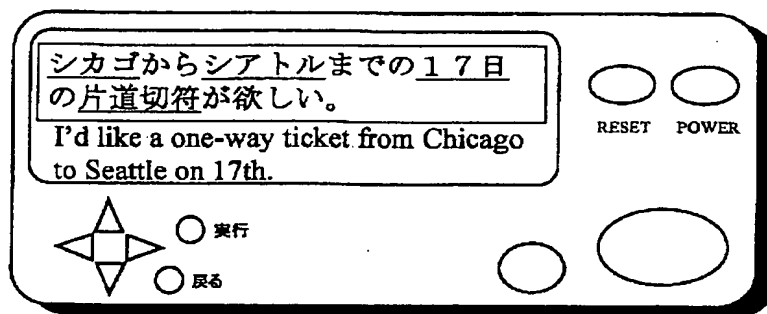 シカゴからシアトルまでの１７日
の片道切符が欲しい。
I'd like a one-way ticket from Chicago
to Seattle on 17th.
RESET POWER
実行
戻る